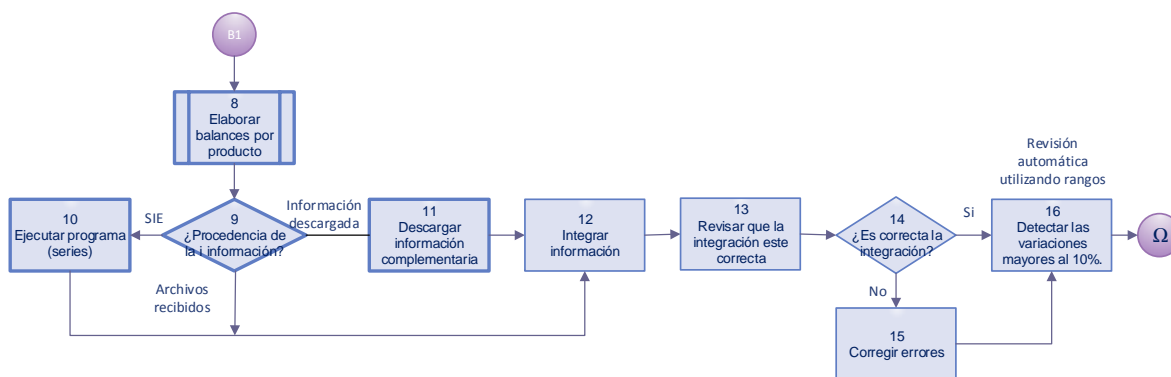 B1
8
Elaborar
balances por
producto
Revisión
automática
utilizando rangos
10
Ejecutar programa
(series)
SIE
9
¿Procedencia de
la i información?
Información
descargada
11
Descargar
información
complementaria
12
Integrar
información
13
Revisar que la
integración este
correcta
14
¿Es correcta la
integración?
Si
16
Detectar las
variaciones
mayores al 10%.
Ω
Archivos
recibidos
No
15
Corregir errores